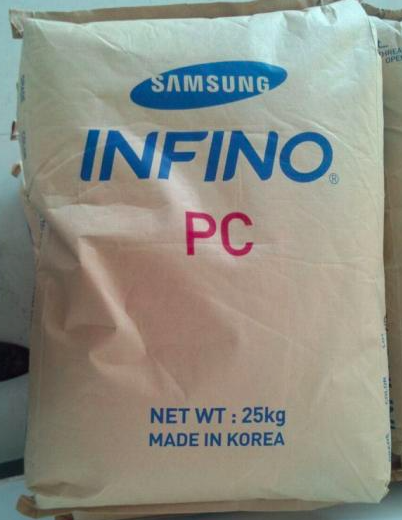 SAMSUNG
INFINO®
PC
NET WT : 25kg
MADE IN KOREA